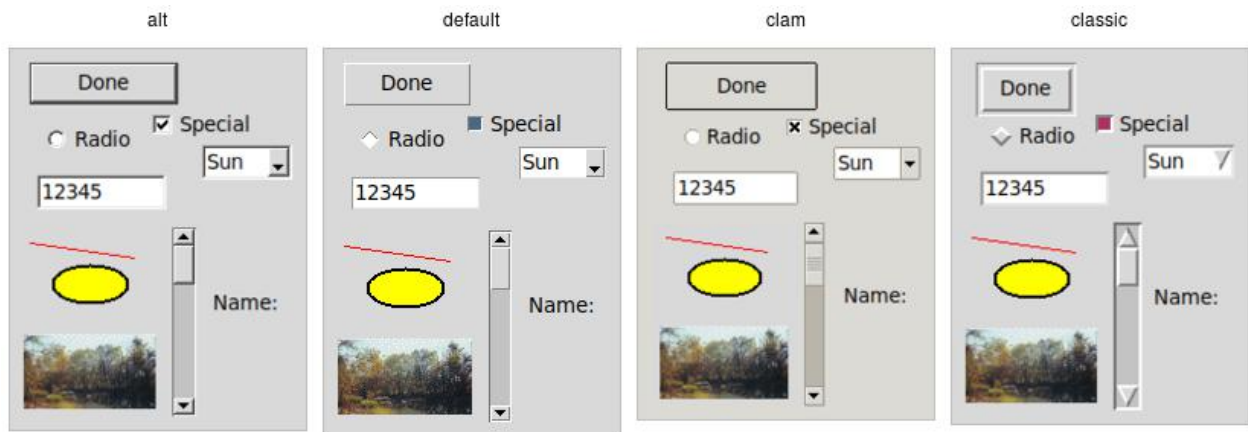 alt
default
clam
classic
Done
Radio
Special
Sun
12345
Name:
Done
Radio
Special
Sun
12345
Name:
Done
Radio
Special
Sun
12345
Name:
Done
Radio
Special
Sun
12345
Name: